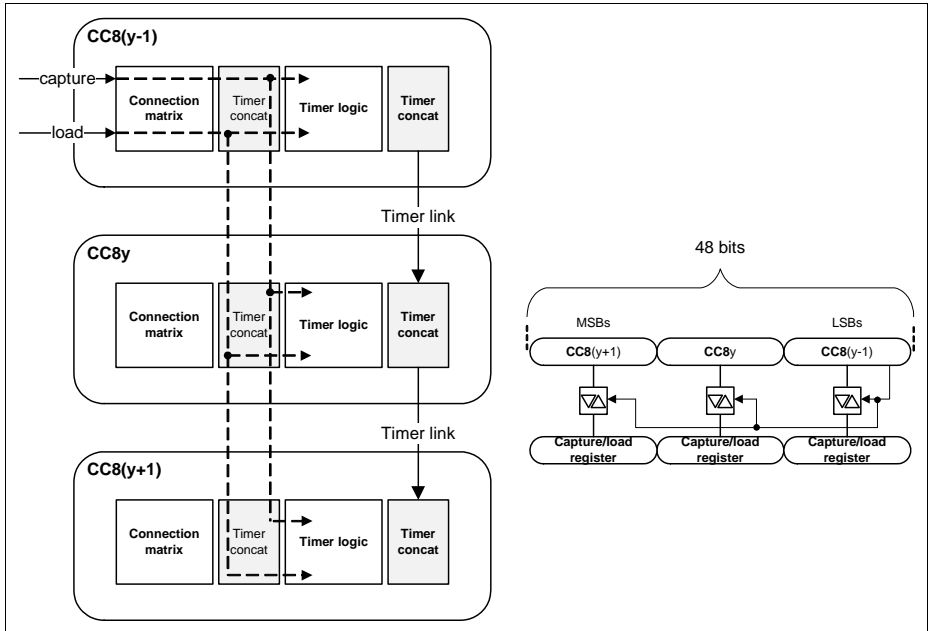 CC8(y-1)
capture
load
Connection
matrix
Timer
concat
Timer logic
Timer
concat
Timer link
CC8y
Connection
matrix
Timer
concat
Timer logic
Timer
concat
Timer link
CC8(y+1)
Connection
matrix
Timer
concat
Timer logic
Timer
concat
48 bits
MSBs
LSBs
CC8(y+1)
CC8y
CC8(y-1)
Capture/load
register
Capture/load
register
Capture/load
register